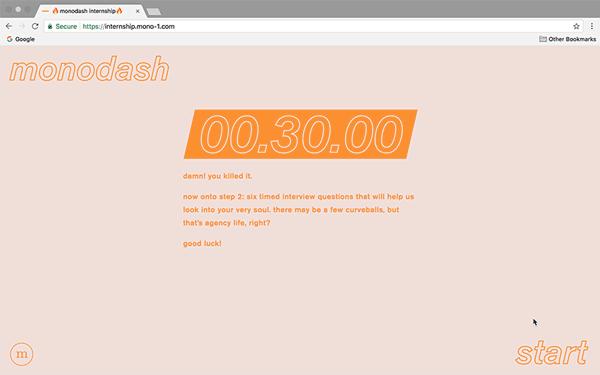 monodash internship
Secure https://internship.mono-1.com
Google
Other Bookmarks
monodash
00.30.00
damn! you killed it.
now onto step 2: six timed interview questions that will help us
look into your very soul. there may be a few curveballs, but
that's agency life, right?
good luck!
m
start